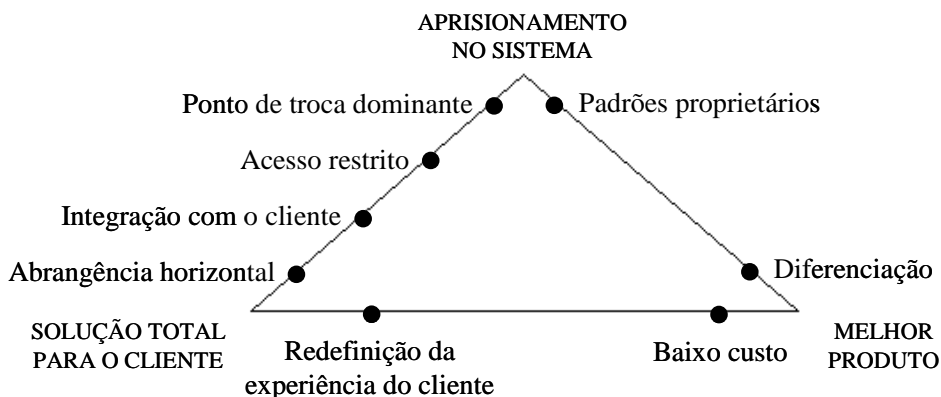 APRISIONAMENTO
NO SISTEMA
Ponto de troca dominante
Padrões proprietários
Acesso restrito
Integração com o cliente
Abrangência horizontal
Diferenciação
SOLUÇÃO TOTAL
PARA O CLIENTE
Redefinição da
experiência do cliente
Baixo custo
MELHOR
PRODUTO